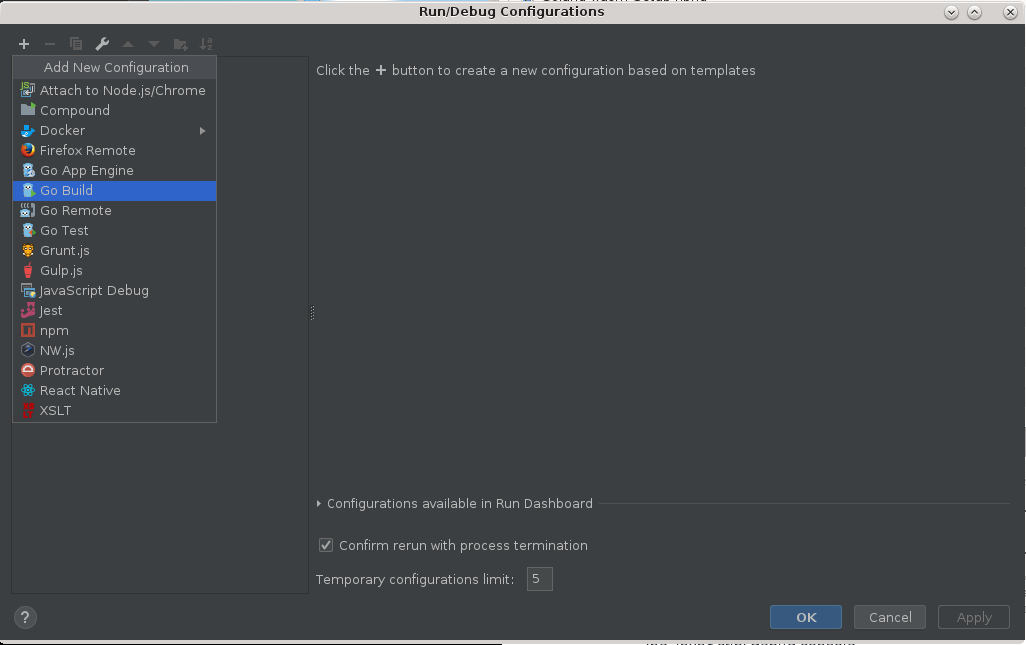 Run/Debug Configurations
Add New Configuration
Attach to Node.js/Chrome
Compound
Docker
Firefox Remote
Go App Engine
Go Build
Go Remote
Go Test
Grunt.js
Gulp.js
JavaScript Debug
Jest
npm
NW.js
Protractor
React Native
XSLT
Click the + button to create a new configuration based on templates
Configurations available in Run Dashboard
Confirm rerun with process termination
Temporary configurations limit: 5
? OK Cancel Apply